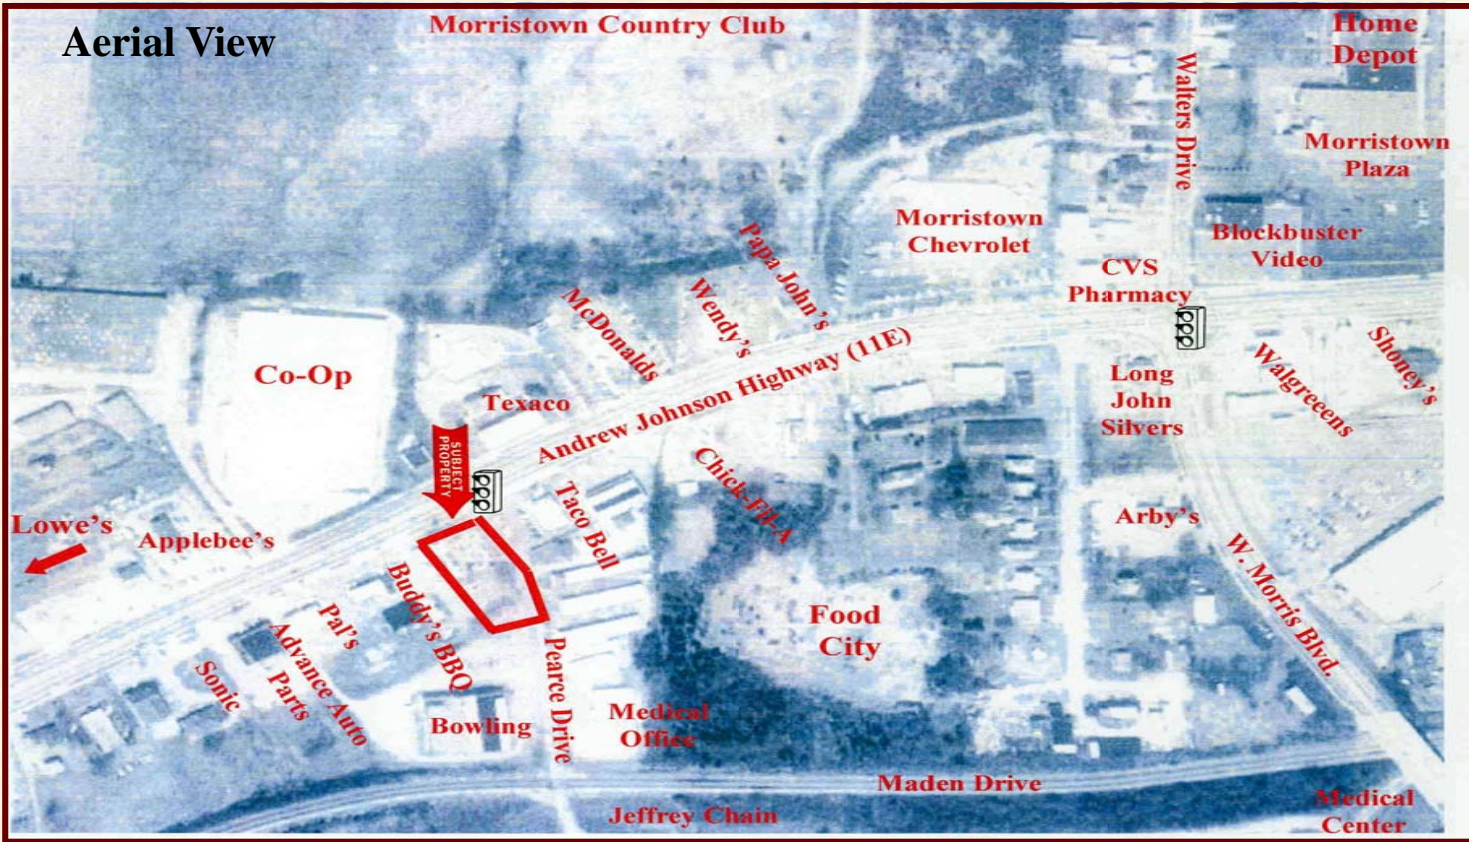 Aerial View
Morristown Country Club
Home
Depot
Walters Drive
Morristown
Plaza
Morristown
Chevrolet
Blockbuster
Video
Papa John's
CVS
Pharmacy
McDonalds
Wendy's
Andrew Johnson Highway (11E)
Shoney's
Walgreeens
Co-Op
Texaco
Long
John
Silvers
SUBJECT
PROPERTY
Chick-Fil-A
Taco Bell
Lowe's
Applebee's
Arby's
W. Morris Blvd.
Buddy's BBQ
Pal's
Advance Auto
Parts
Sonic
Food
City
Pearce Drive
Bowling
Medical
Office
Maden Drive
Jeffrey Chain
Medical
Center